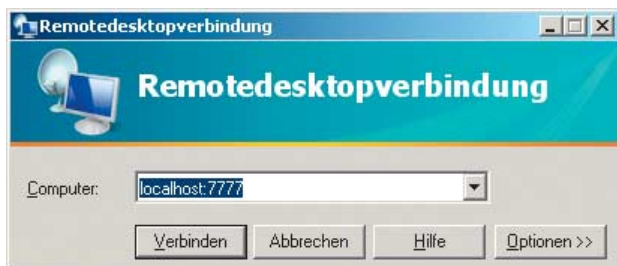 Remotedesktopverbindung
Remotedesktopverbindung
Computer: localhost:7777
Verbinden Abbrechen Hilfe Optionen >>